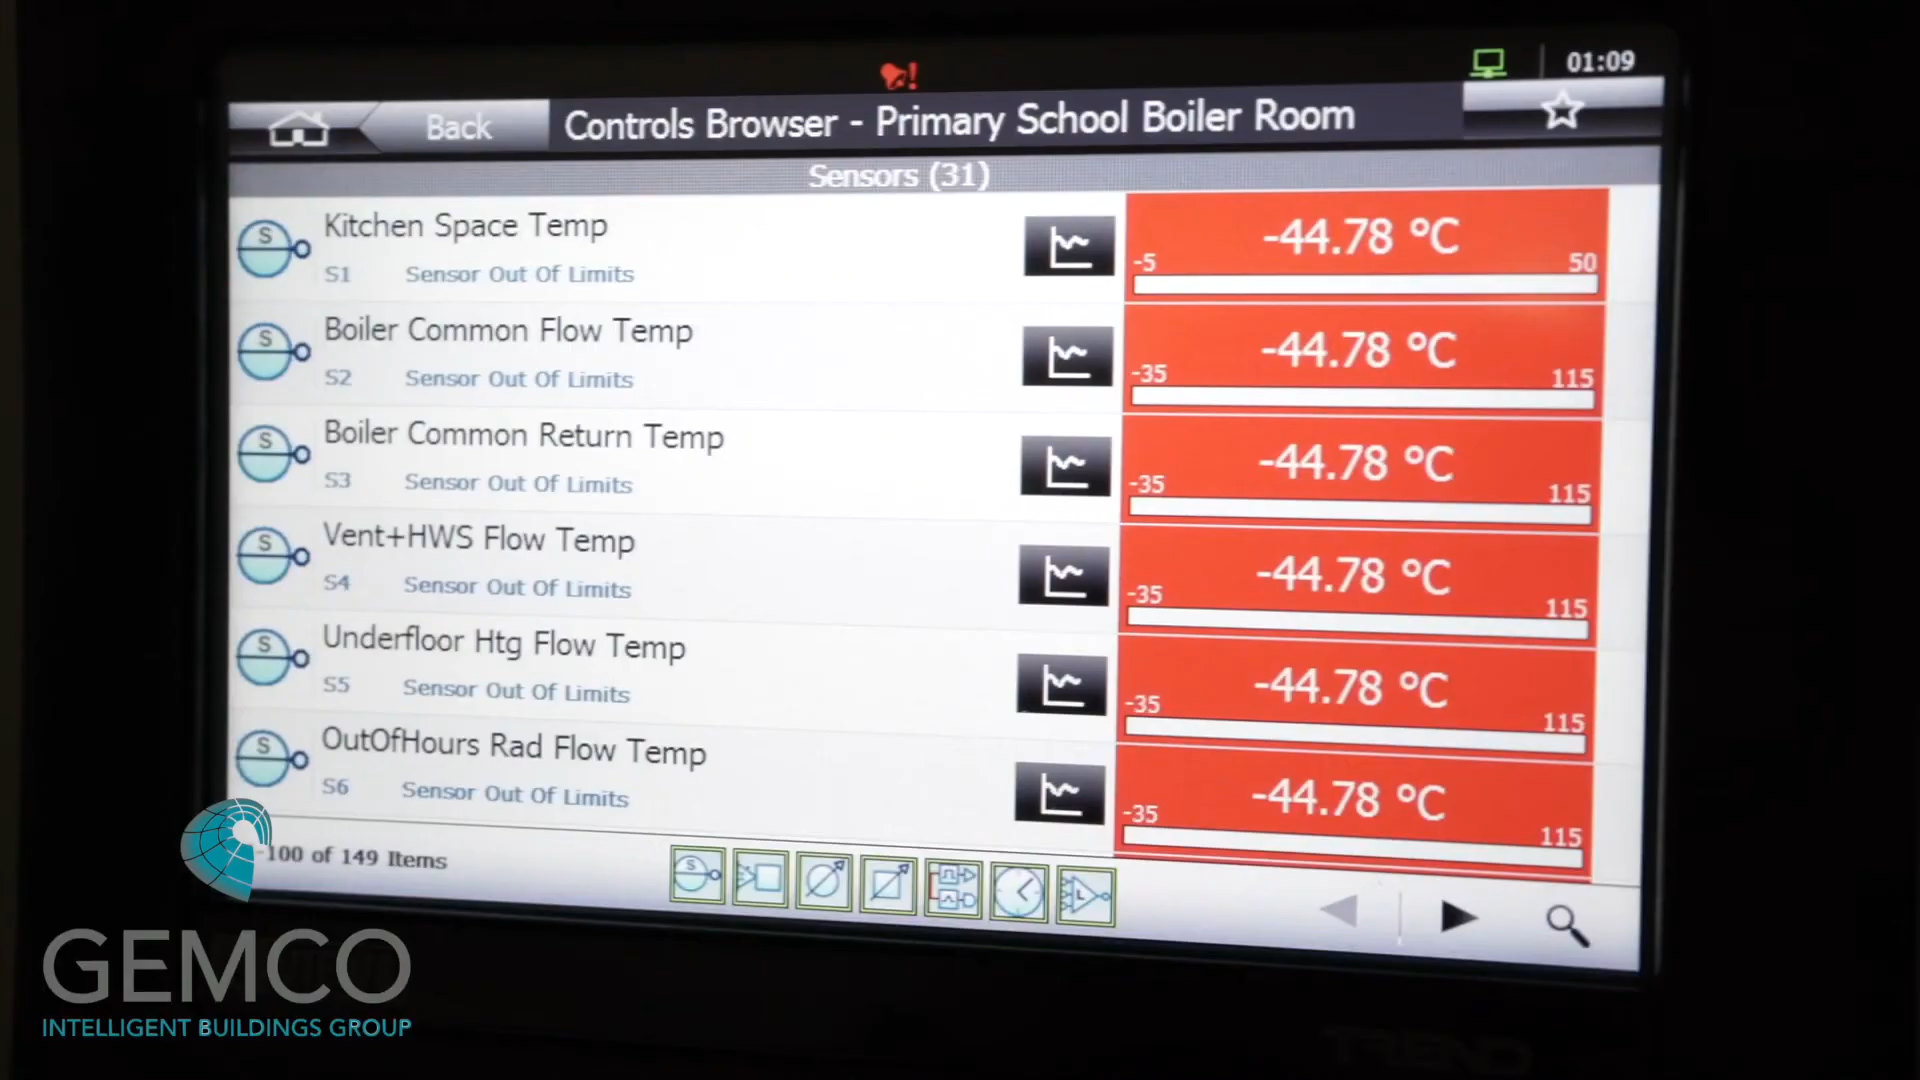 01:09
Back
Controls Browser - Primary School Boiler Room
Sensors (31)
S
Kitchen Space Temp
S1 Sensor Out Of Limits
-44.78 °C
-5 50
S
Boiler Common Flow Temp
S2 Sensor Out Of Limits
-44.78 °C
-35 115
S
Boiler Common Return Temp
S3 Sensor Out Of Limits
-44.78 °C
-35 115
S
Vent+HWS Flow Temp
S4 Sensor Out Of Limits
-44.78 °C
-35 115
S
Underfloor Htg Flow Temp
S5 Sensor Out Of Limits
-44.78 °C
-35 115
S
OutOfHours Rad Flow Temp
S6 Sensor Out Of Limits
-44.78 °C
-35 115
-100 of 149 Items
S
L
GEMCO
INTELLIGENT BUILDINGS GROUP
TREND